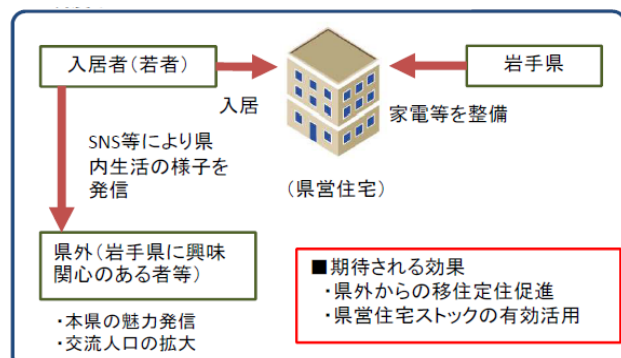 入居者(若者)
入居
岩手県
家電等を整備
SNS等により県
内生活の様子を
発信
(県営住宅)
県外(岩手県に興味
関心のある者等)
・本県の魅力発信
・交流人口の拡大
■期待される効果
・県外からの移住定住促進
・県営住宅ストックの有効活用